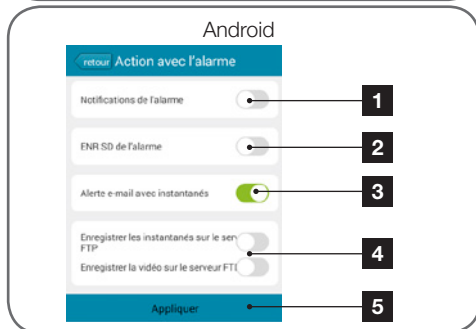 Android
retour Action avec l'alarme
Notifications de l'alarme
1
ENR SD de l'alarme
2
Alerte e-mail avec instantanés
3
Enregistrer les instantanés sur le serv
FTP
4
Enregistrer la vidéo sur le serveur FTP
Appliquer
5